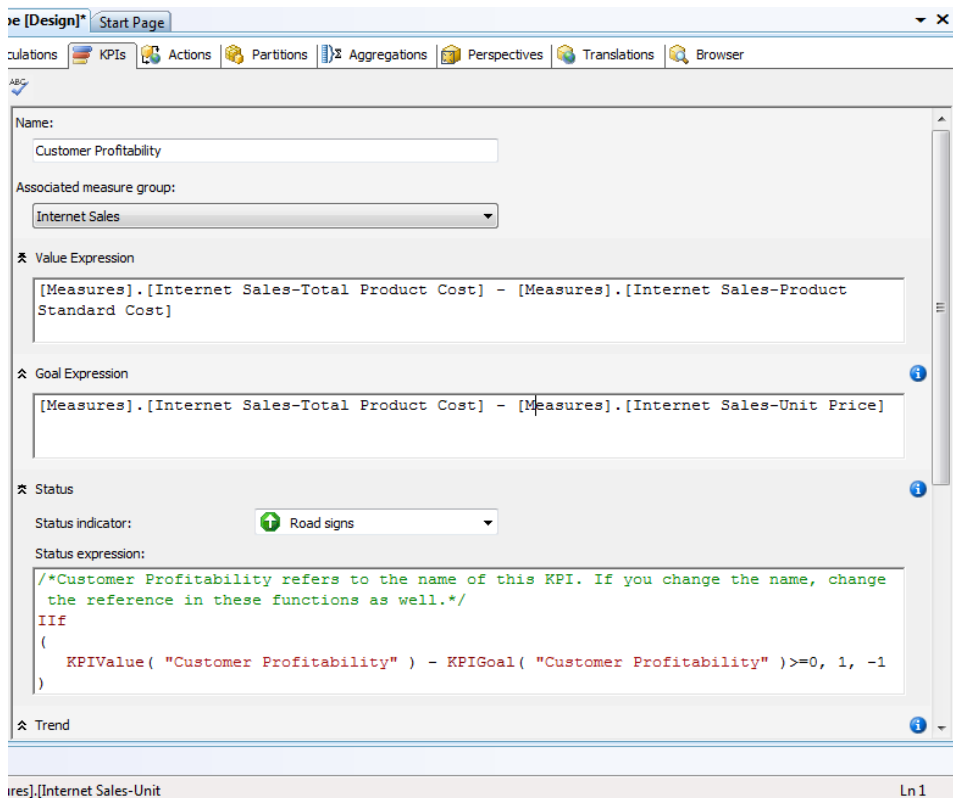 be [Design]* Start Page
culations KPIs Actions Partitions Aggregations Perspectives Translations Browser
ABC
Name:
Customer Profitability
Associated measure group:
Internet Sales
Value Expression
[Measures].[Internet Sales-Total Product Cost] - [Measures].[Internet Sales-Product
Standard Cost]
Goal Expression
[Measures].[Internet Sales-Total Product Cost] - [Measures].[Internet Sales-Unit Price]
Status
Status indicator: Road signs
Status expression:
/*Customer Profitability refers to the name of this KPI. If you change the name, change
the reference in these functions as well.*/
IIf
(
KPIValue( "Customer Profitability" ) - KPIGoal( "Customer Profitability" )>=0, 1, -1
)
Trend
ures].[Internet Sales-Unit Ln 1